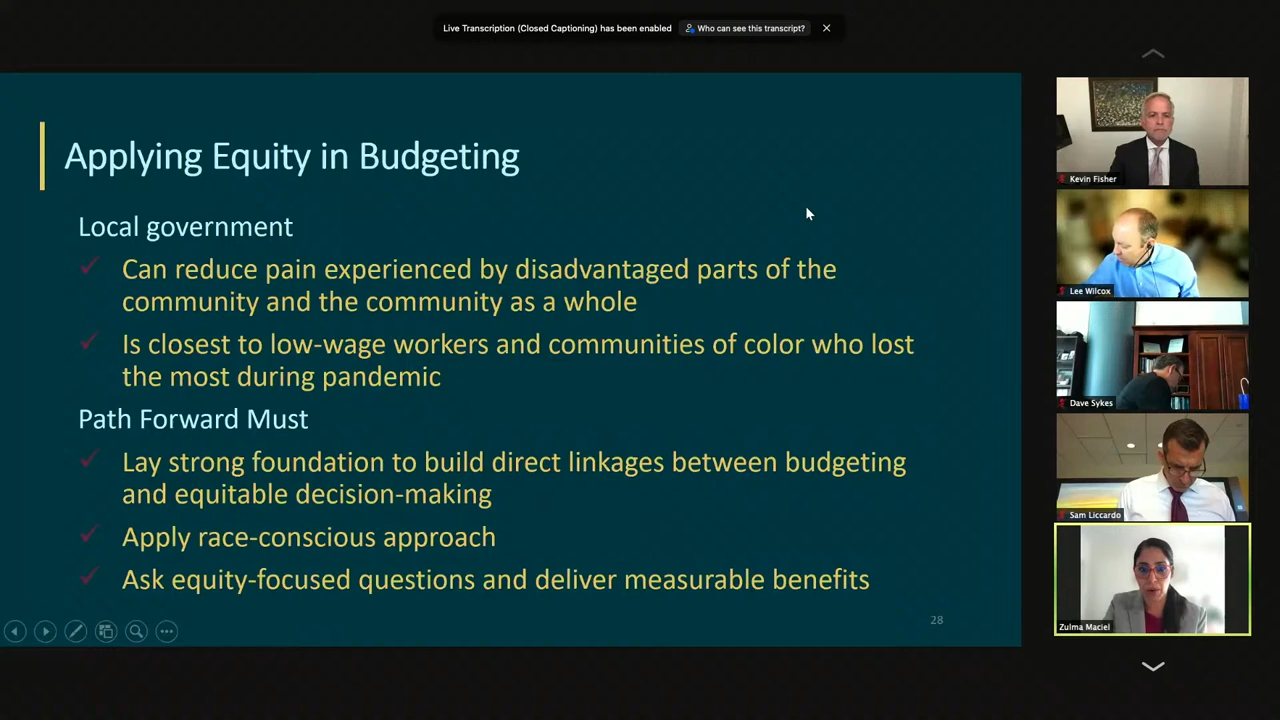 Live Transcription (Closed Captioning) has been enabled
Who can see this transcript?
Applying Equity in Budgeting
Local government
Can reduce pain experienced by disadvantaged parts of the
community and the community as a whole
Is closest to low-wage workers and communities of color who lost
the most during pandemic
Path Forward Must
Lay strong foundation to build direct linkages between budgeting
and equitable decision-making
Apply race-conscious approach
Ask equity-focused questions and deliver measurable benefits
28
Kevin Fisher
Lee Wilcox
Dave Sykes
Sam Liccardo
Zulma Maciel